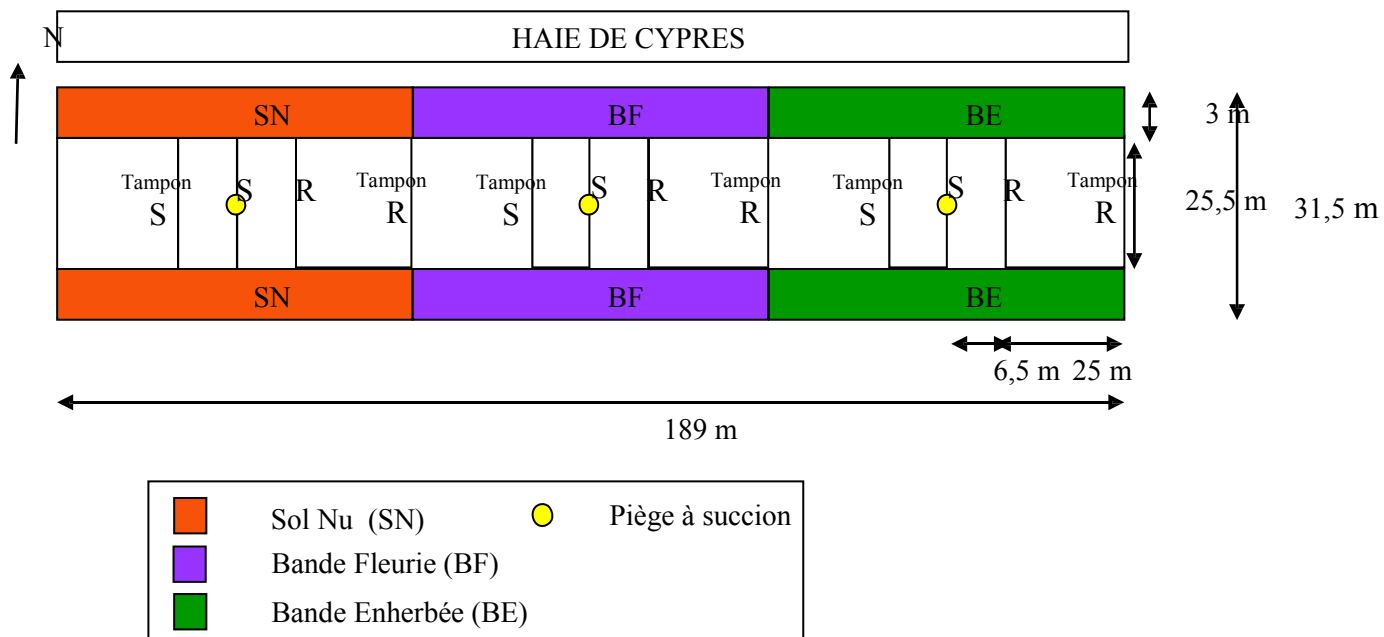 N
HAIE DE CYPRES
SN BF BE
3 m
Tampon S S R Tampon R Tampon S S R Tampon R Tampon S S R Tampon R
25,5 m 31,5 m
SN BF BE
6,5 m 25 m
189 m
Sol Nu (SN) Piège à succion
Bande Fleurie (BF)
Bande Enherbée (BE)